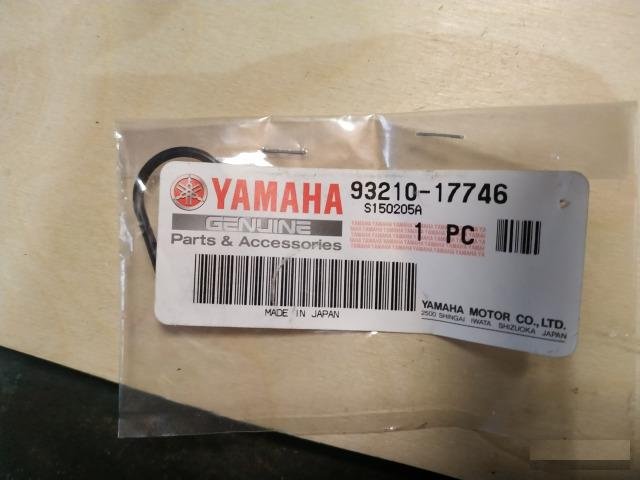 YAMAHA 93210-17746
S150205A
GENUINE
Parts & Accessories
1 PC
MADE IN JAPAN
YAMAHA MOTOR CO., LTD.
2500 SHINGAI IWATA SHIZUOKA JAPAN